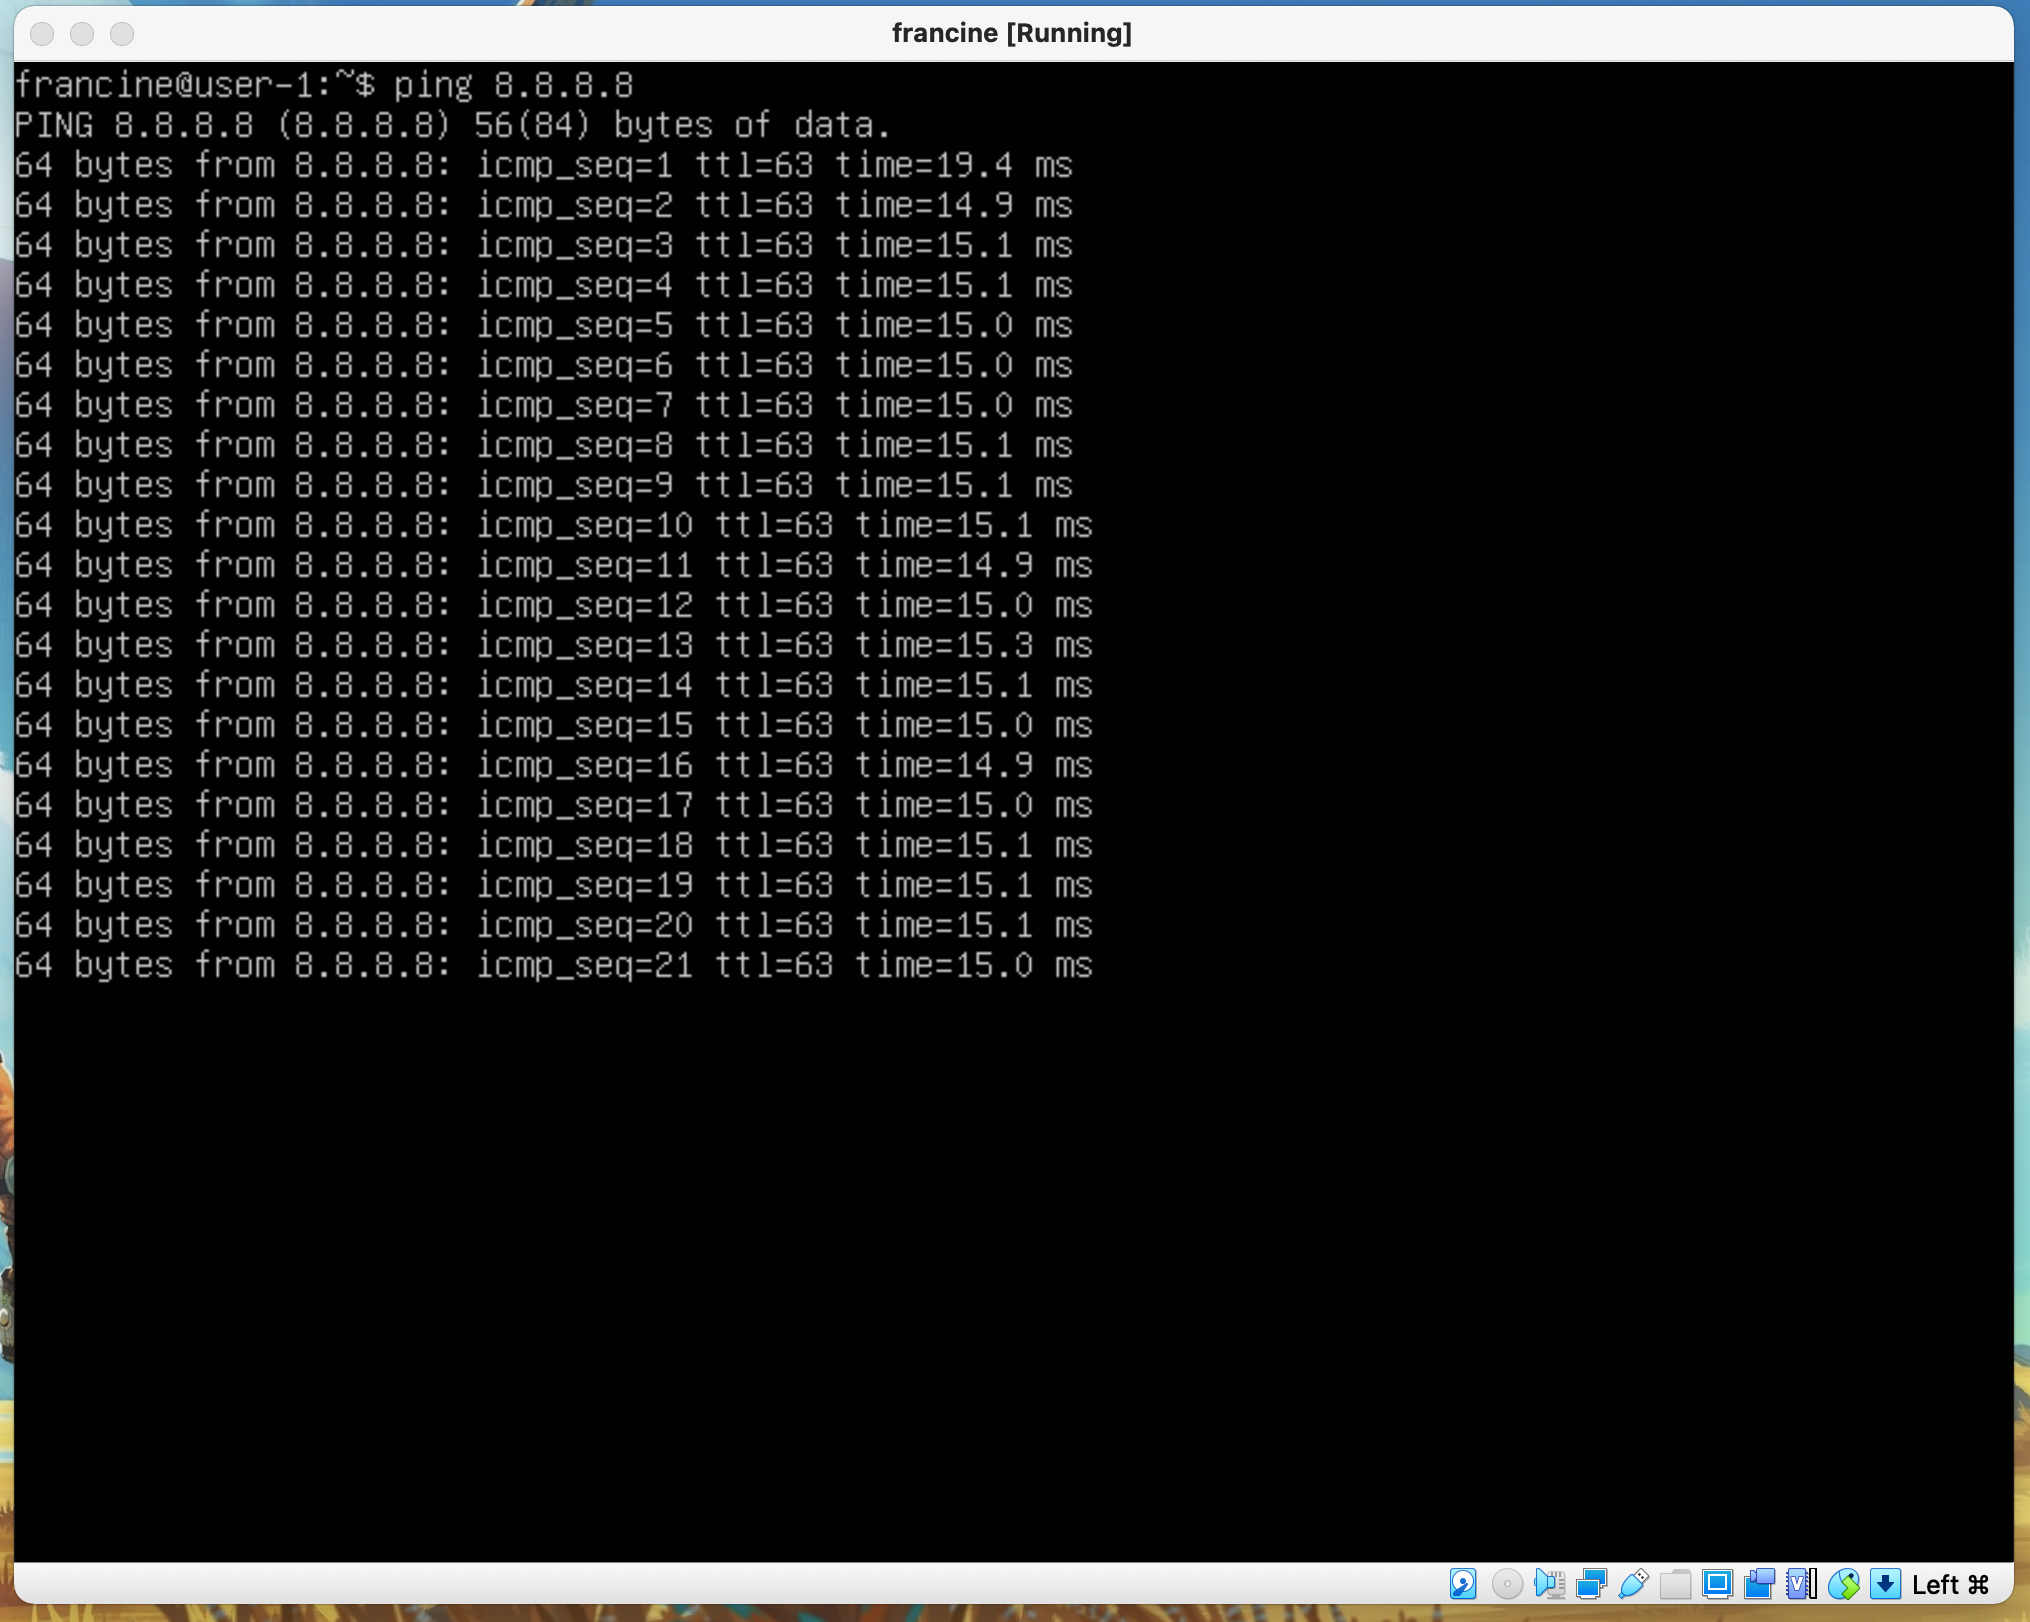 francine [Running]
francine@user-1:~$ ping 8.8.8.8
PING 8.8.8.8 (8.8.8.8) 56(84) bytes of data.
64 bytes from 8.8.8.8: icmp_seq=1 ttl=63 time=19.4 ms
64 bytes from 8.8.8.8: icmp_seq=2 ttl=63 time=14.9 ms
64 bytes from 8.8.8.8: icmp_seq=3 ttl=63 time=15.1 ms
64 bytes from 8.8.8.8: icmp_seq=4 ttl=63 time=15.1 ms
64 bytes from 8.8.8.8: icmp_seq=5 ttl=63 time=15.0 ms
64 bytes from 8.8.8.8: icmp_seq=6 ttl=63 time=15.0 ms
64 bytes from 8.8.8.8: icmp_seq=7 ttl=63 time=15.0 ms
64 bytes from 8.8.8.8: icmp_seq=8 ttl=63 time=15.1 ms
64 bytes from 8.8.8.8: icmp_seq=9 ttl=63 time=15.1 ms
64 bytes from 8.8.8.8: icmp_seq=10 ttl=63 time=15.1 ms
64 bytes from 8.8.8.8: icmp_seq=11 ttl=63 time=14.9 ms
64 bytes from 8.8.8.8: icmp_seq=12 ttl=63 time=15.0 ms
64 bytes from 8.8.8.8: icmp_seq=13 ttl=63 time=15.3 ms
64 bytes from 8.8.8.8: icmp_seq=14 ttl=63 time=15.1 ms
64 bytes from 8.8.8.8: icmp_seq=15 ttl=63 time=15.0 ms
64 bytes from 8.8.8.8: icmp_seq=16 ttl=63 time=14.9 ms
64 bytes from 8.8.8.8: icmp_seq=17 ttl=63 time=15.0 ms
64 bytes from 8.8.8.8: icmp_seq=18 ttl=63 time=15.1 ms
64 bytes from 8.8.8.8: icmp_seq=19 ttl=63 time=15.1 ms
64 bytes from 8.8.8.8: icmp_seq=20 ttl=63 time=15.1 ms
64 bytes from 8.8.8.8: icmp_seq=21 ttl=63 time=15.0 ms
Left ⌘